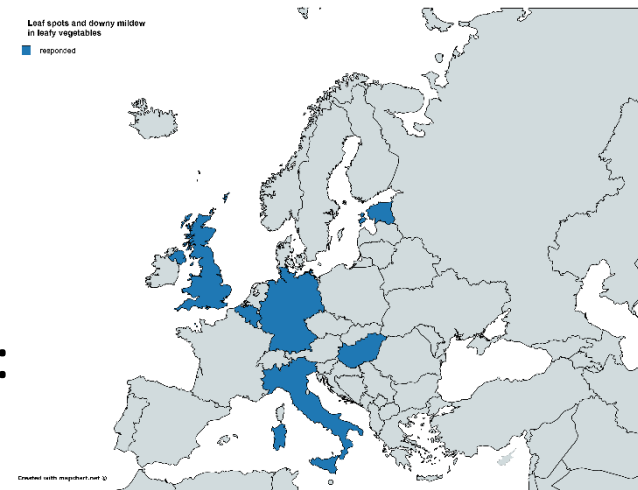 Leaf spots and downy mildew
in leafy vegetables
responded
:
Created with mapchart.net ©